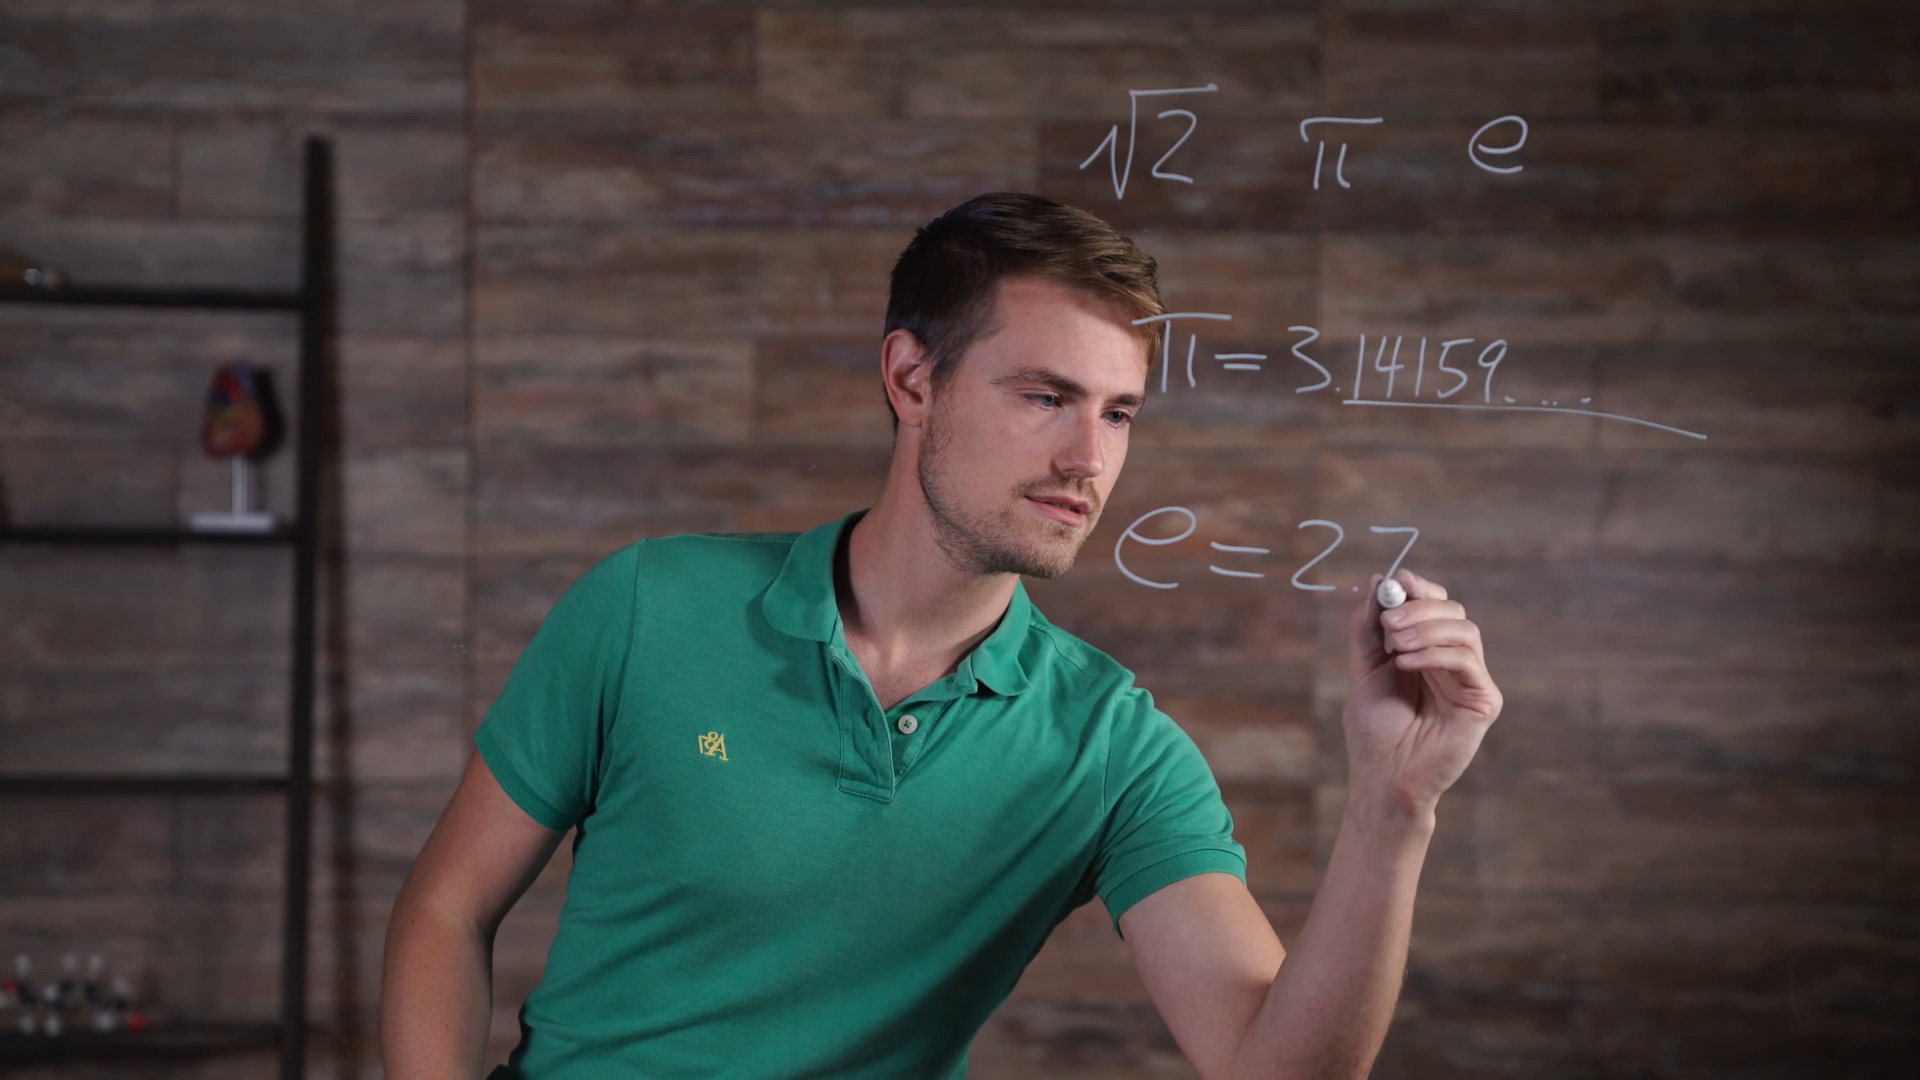 √2 π e
π = 3.14159. ...
e = 2.7